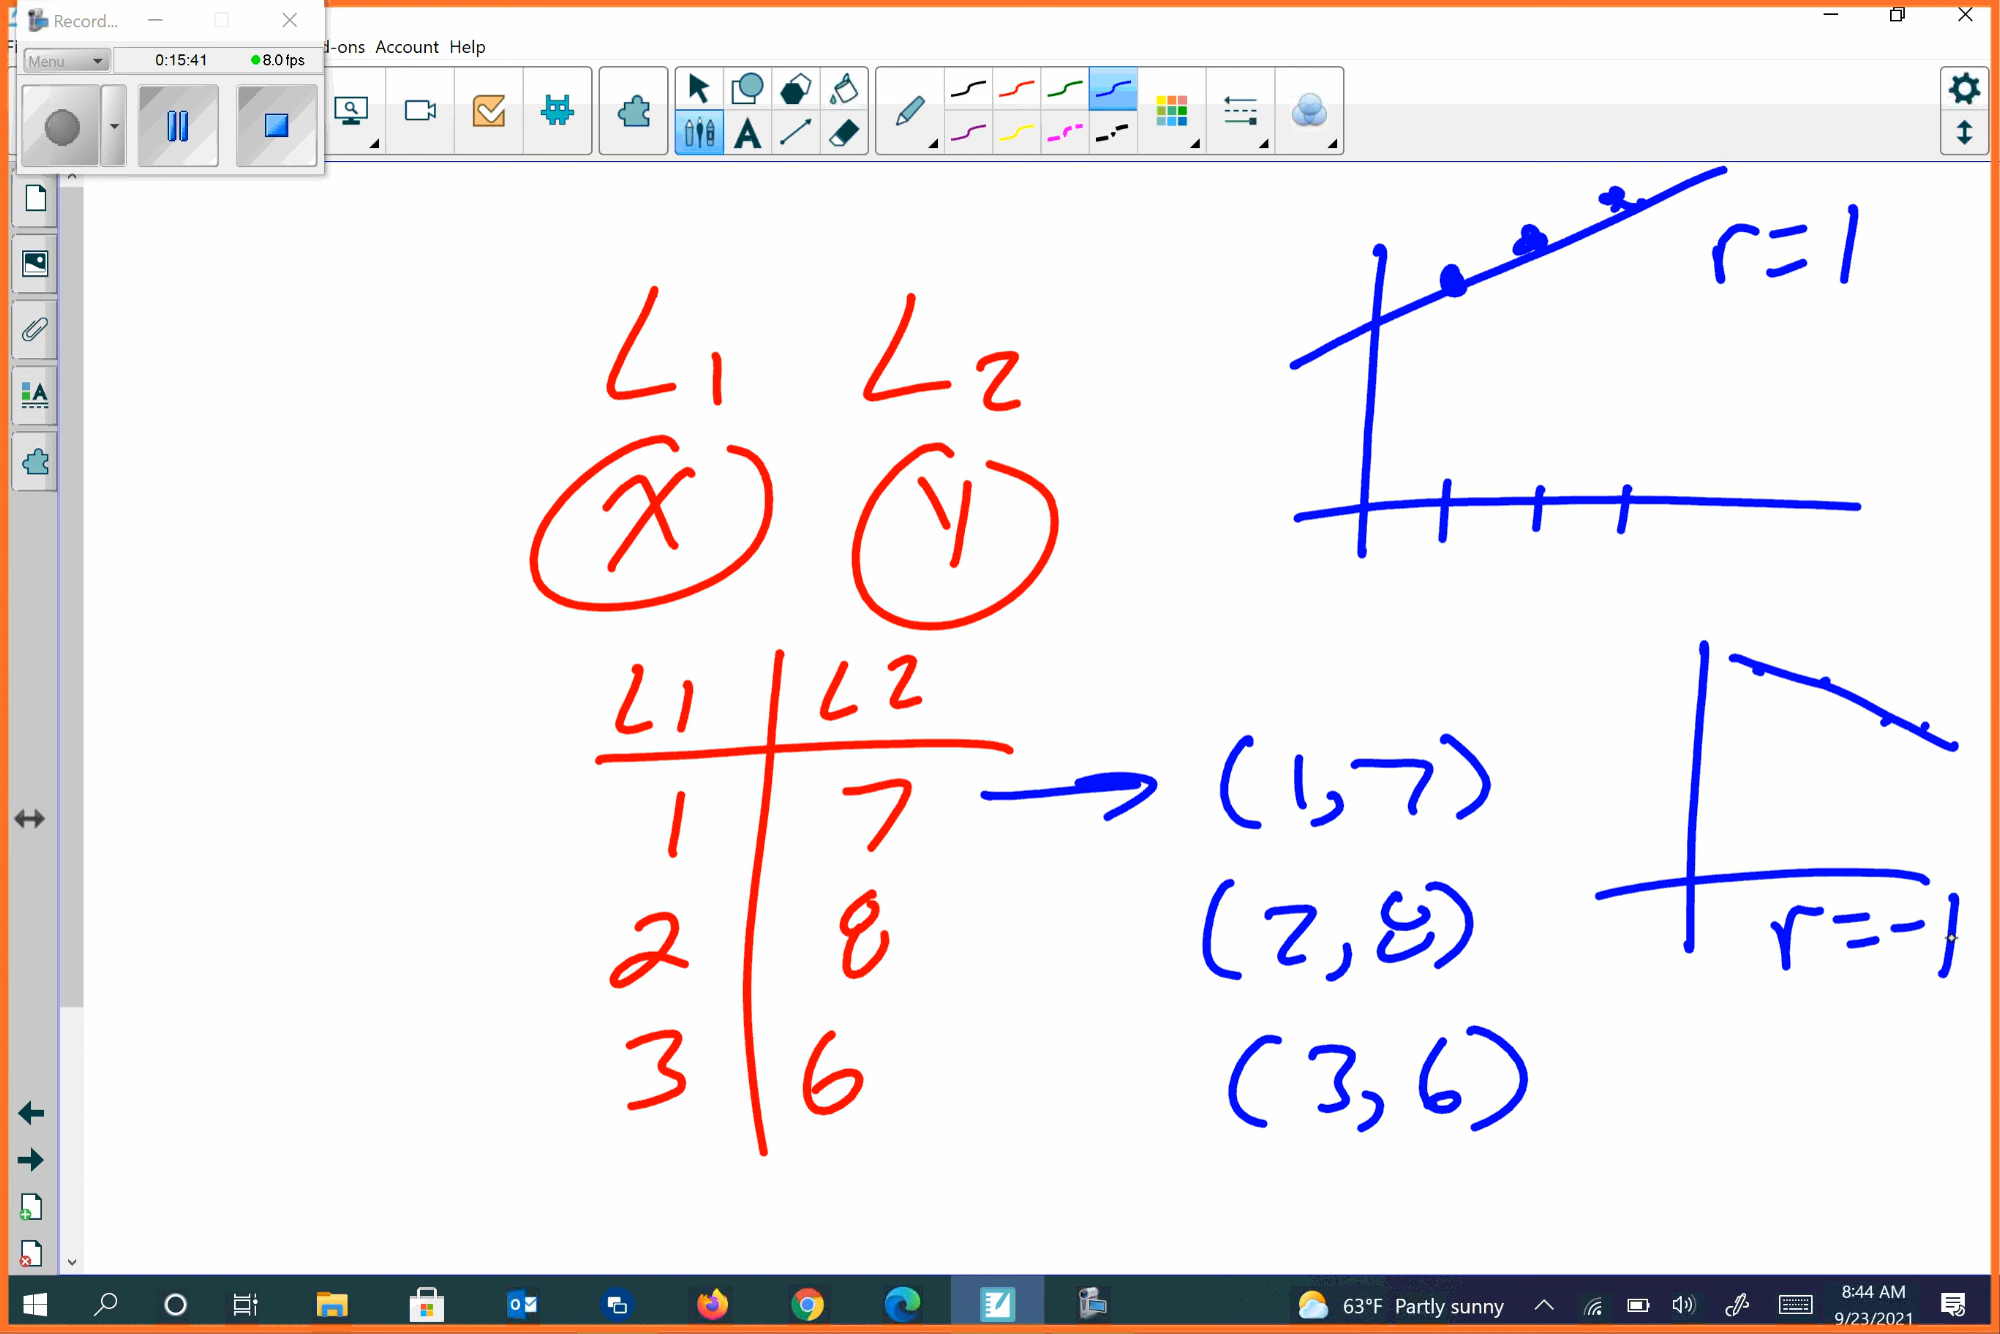 Record...
Menu 0:15:41 8.0 fps
d-ons Account Help
L1 L2
X Y
L1 L2
1 7
2 8
3 6
(1,7)
(2,8)
(3,6)
r=1
r=-1
63°F Partly sunny
8:44 AM
9/23/2021